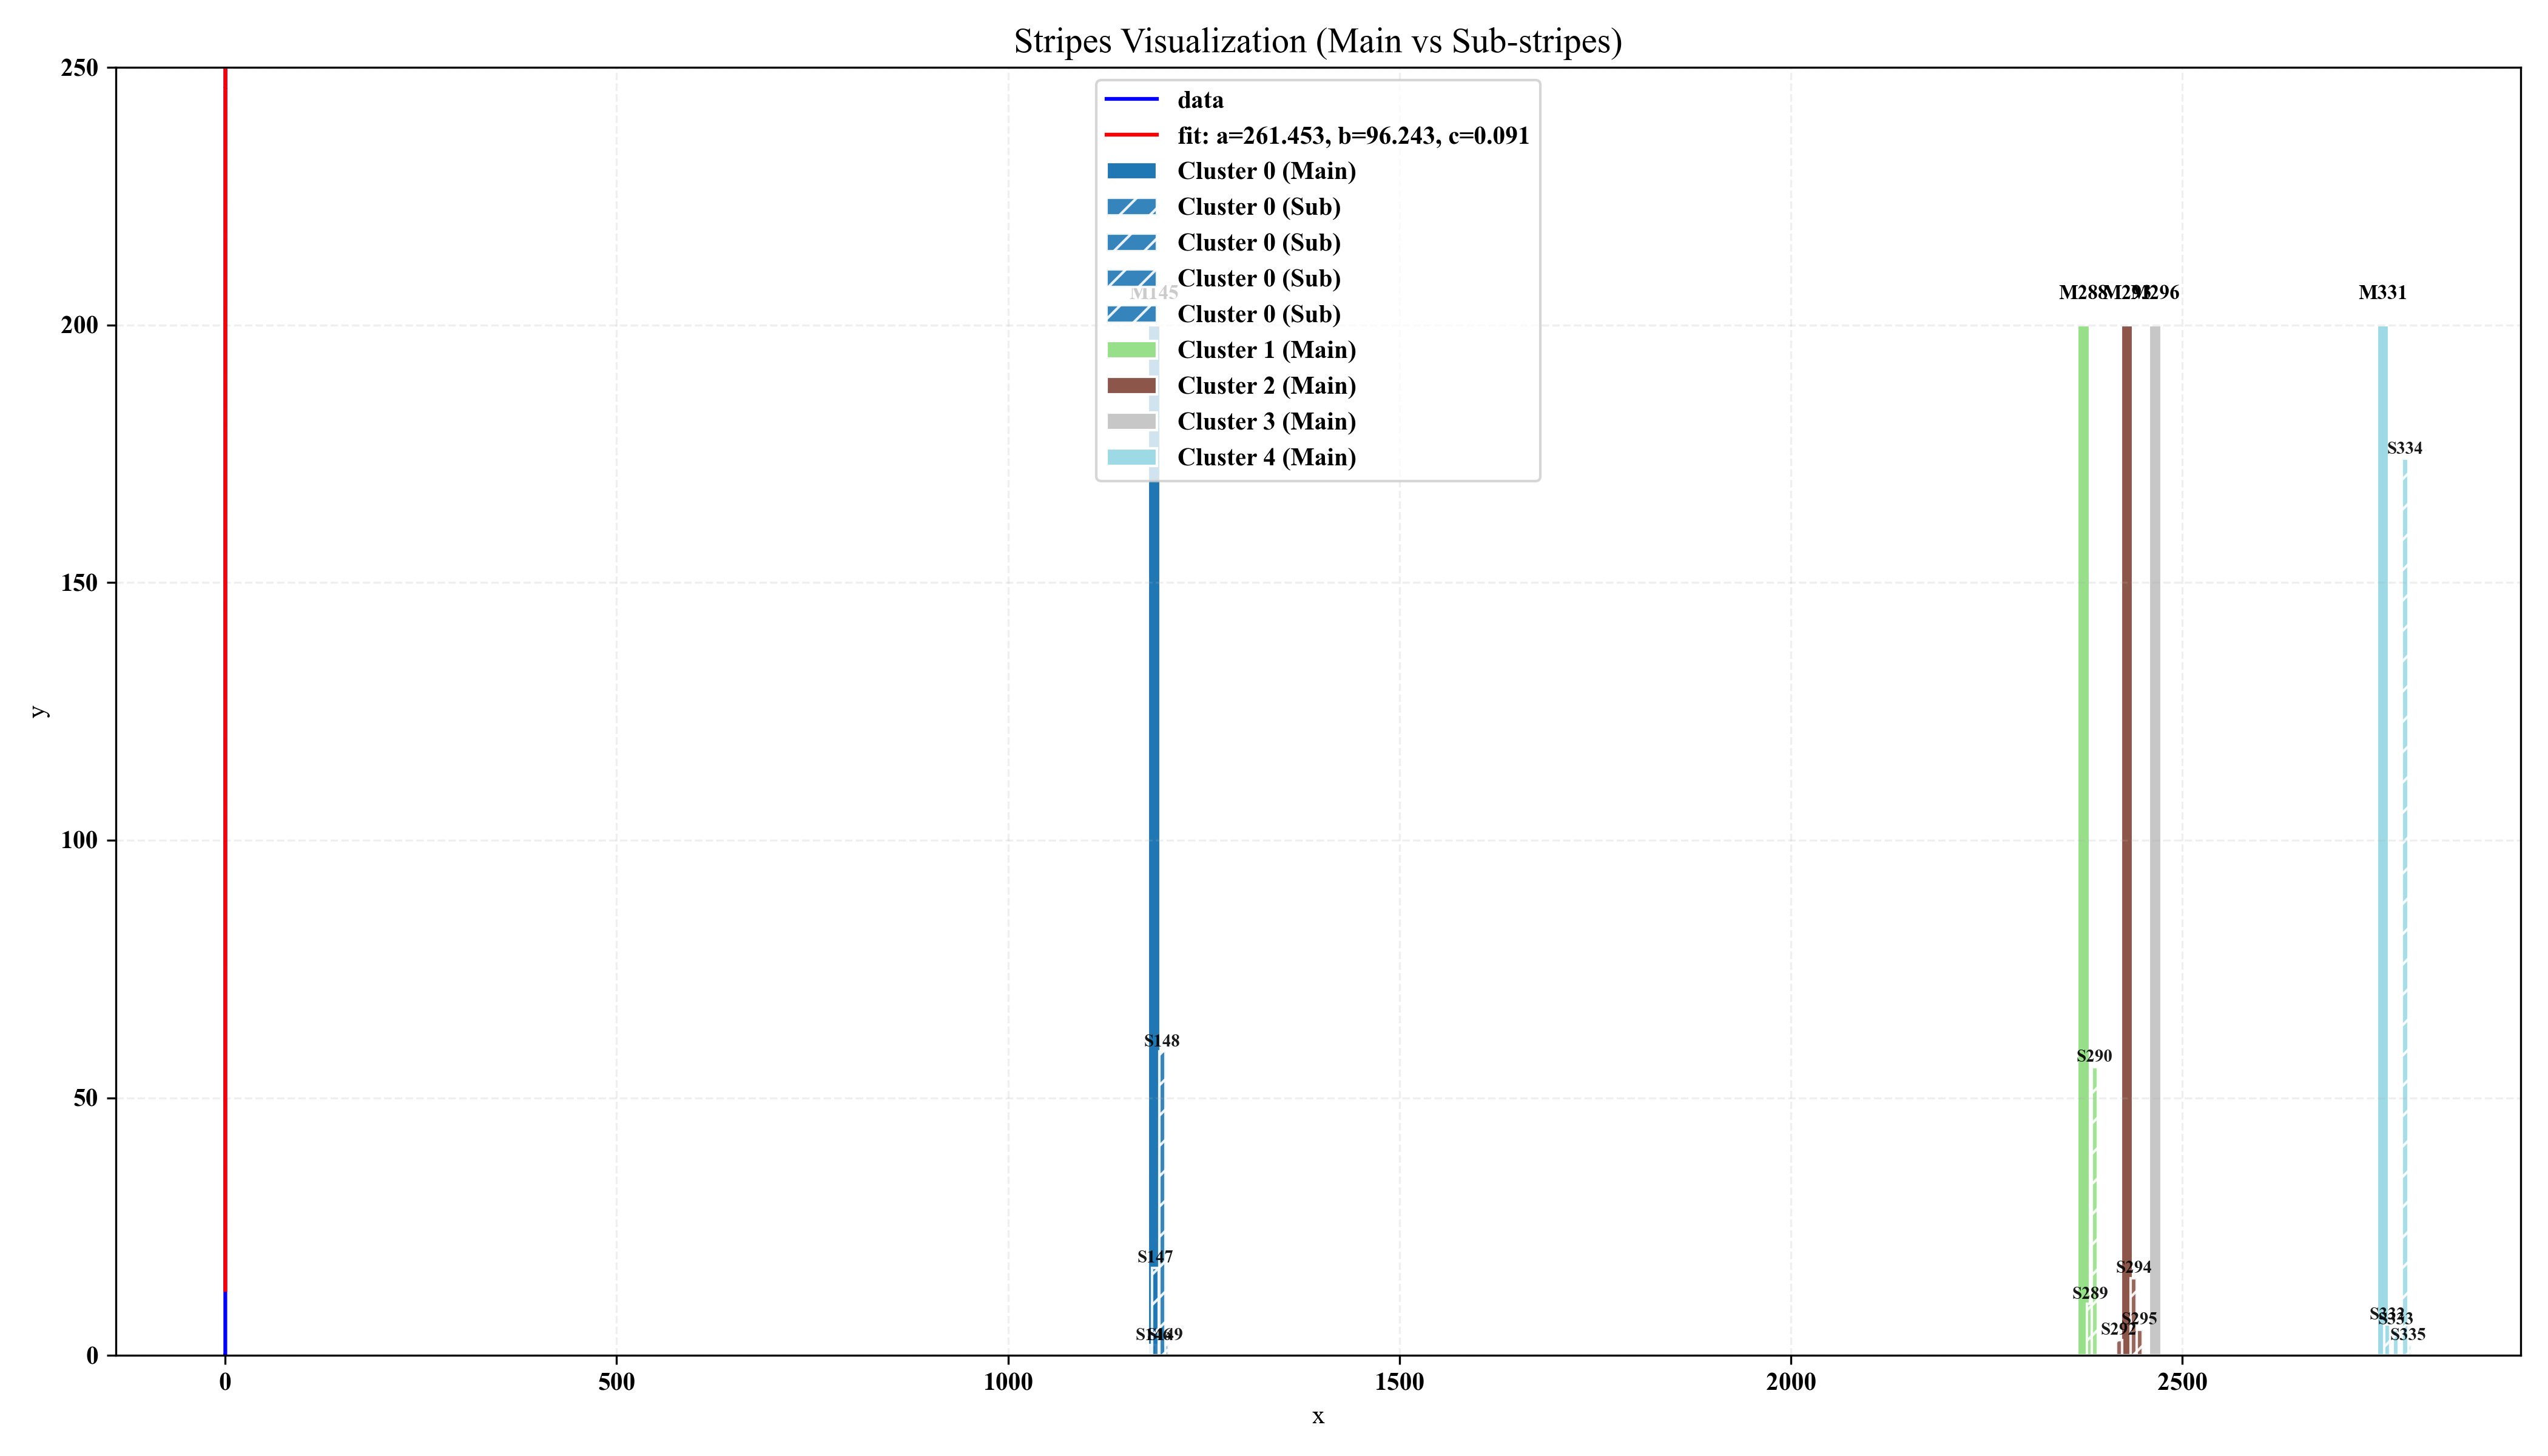 Stripes Visualization (Main vs Sub-stripes)
250
200
150
100
50
0
y
data
fit: a=261.453, b=96.243, c=0.091
Cluster 0 (Main)
Cluster 0 (Sub)
Cluster 0 (Sub)
Cluster 0 (Sub)
Cluster 0 (Sub)
Cluster 1 (Main)
Cluster 2 (Main)
Cluster 3 (Main)
Cluster 4 (Main)
M145
M288
M296
M331
S334
S148
S290
S147
S149
S289
S294
S292
S295
S333
S335
0
500
1000
1500
2000
2500
x